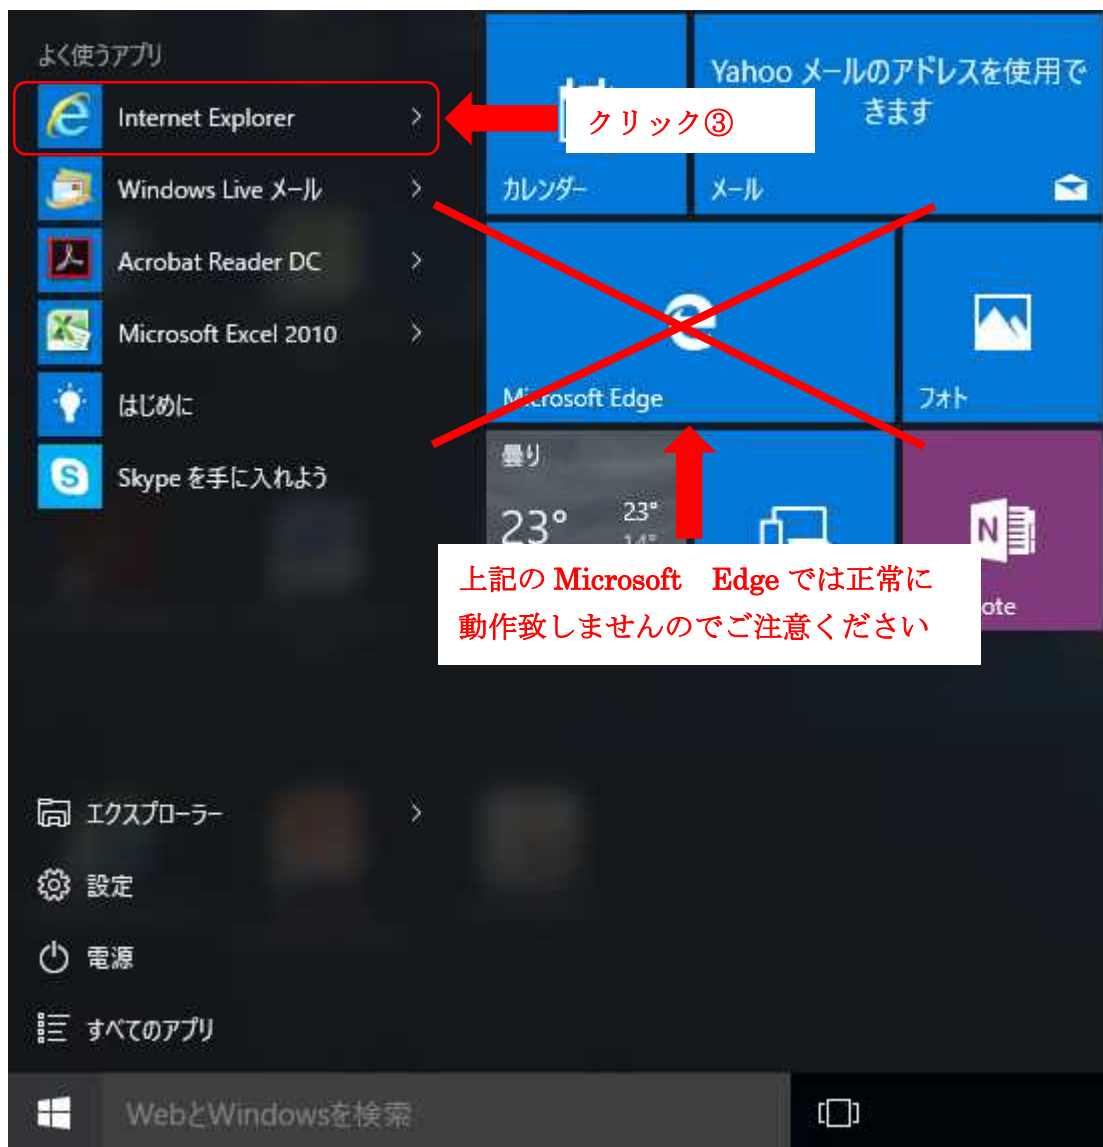 よく使うアプリ
Internet Explorer
Windows Live メール
Acrobat Reader DC
Microsoft Excel 2010
はじめに
Skype を手に入れよう
クリック③
カレンダー
Yahoo メールのアドレスを使用で
きます
メール
Microsoft Edge
フォト
曇り
23°
23°
14°
上記の Microsoft Edge では正常に
動作致しませんのでご注意ください
ote
エクスプローラー
設定
電源
すべてのアプリ
WebとWindowsを検索